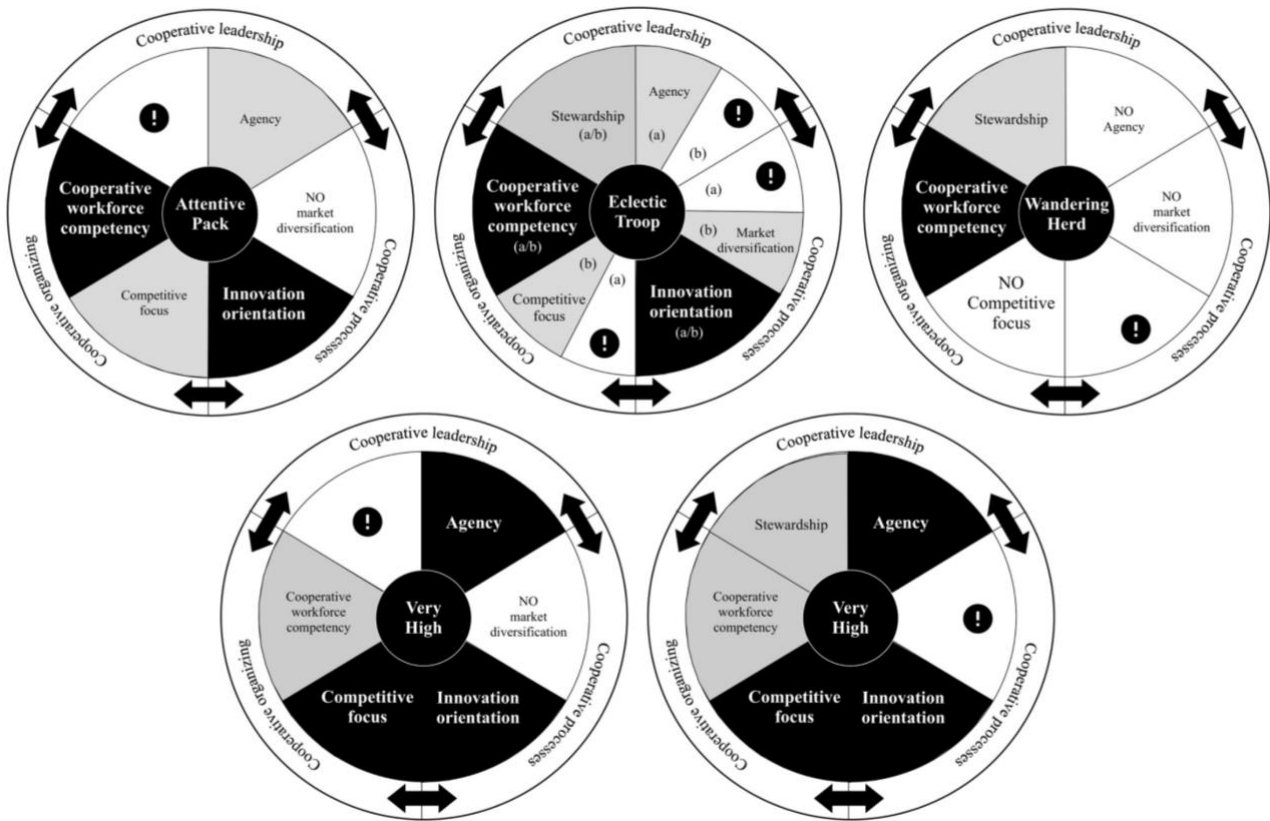 Cooperative leadership
!
Agency
Cooperative
workforce
competency
Attentive
Pack
NO
market
diversification
Competitive
focus
Innovation
orientation
Cooperative organizing
Cooperative processes
Cooperative leadership
Stewardship
(a/b)
Agency
(a)
!
(b)
(a)
!
Cooperative
workforce
competency
(a/b)
Eclectic
Troop
(b)
Market
diversification
(b)
Competitive
focus
(a)
!
Innovation
orientation
(a/b)
Cooperative organizing
Cooperative processes
Cooperative leadership
Stewardship
NO
Agency
Cooperative
workforce
competency
Wandering
Herd
NO
market
diversification
NO
Competitive
focus
!
Cooperative organizing
Cooperative processes
Cooperative leadership
!
Agency
Cooperative
workforce
competency
Very
High
NO
market
diversification
Competitive
focus
Innovation
orientation
Cooperative organizing
Cooperative processes
Cooperative leadership
Stewardship
Agency
Cooperative
workforce
competency
Very
High
!
Competitive
focus
Innovation
orientation
Cooperative organizing
Cooperative processes